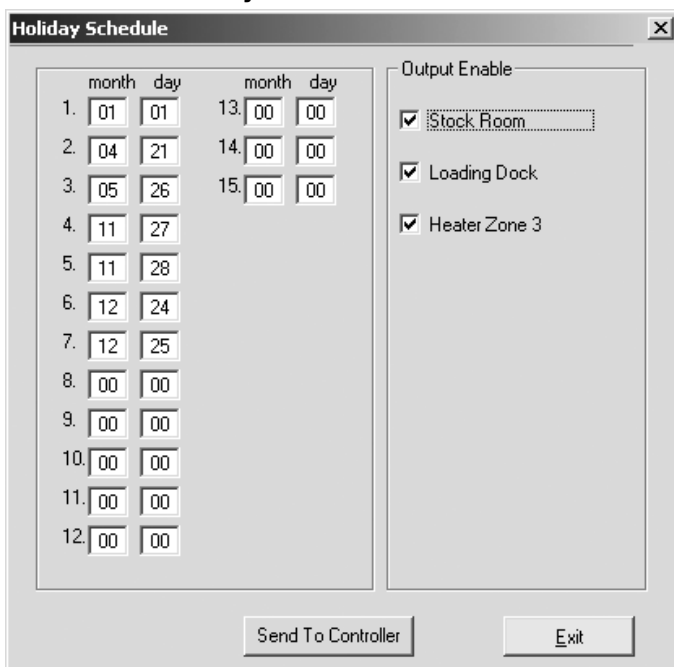 Holiday Schedule
month day month day
1. 01 01 13. 00 00
2. 04 21 14. 00 00
3. 05 26 15. 00 00
4. 11 27
5. 11 28
6. 12 24
7. 12 25
8. 00 00
9. 00 00
10. 00 00
11. 00 00
12. 00 00
Output Enable
Stock Room
Loading Dock
Heater Zone 3
Send To Controller
Exit